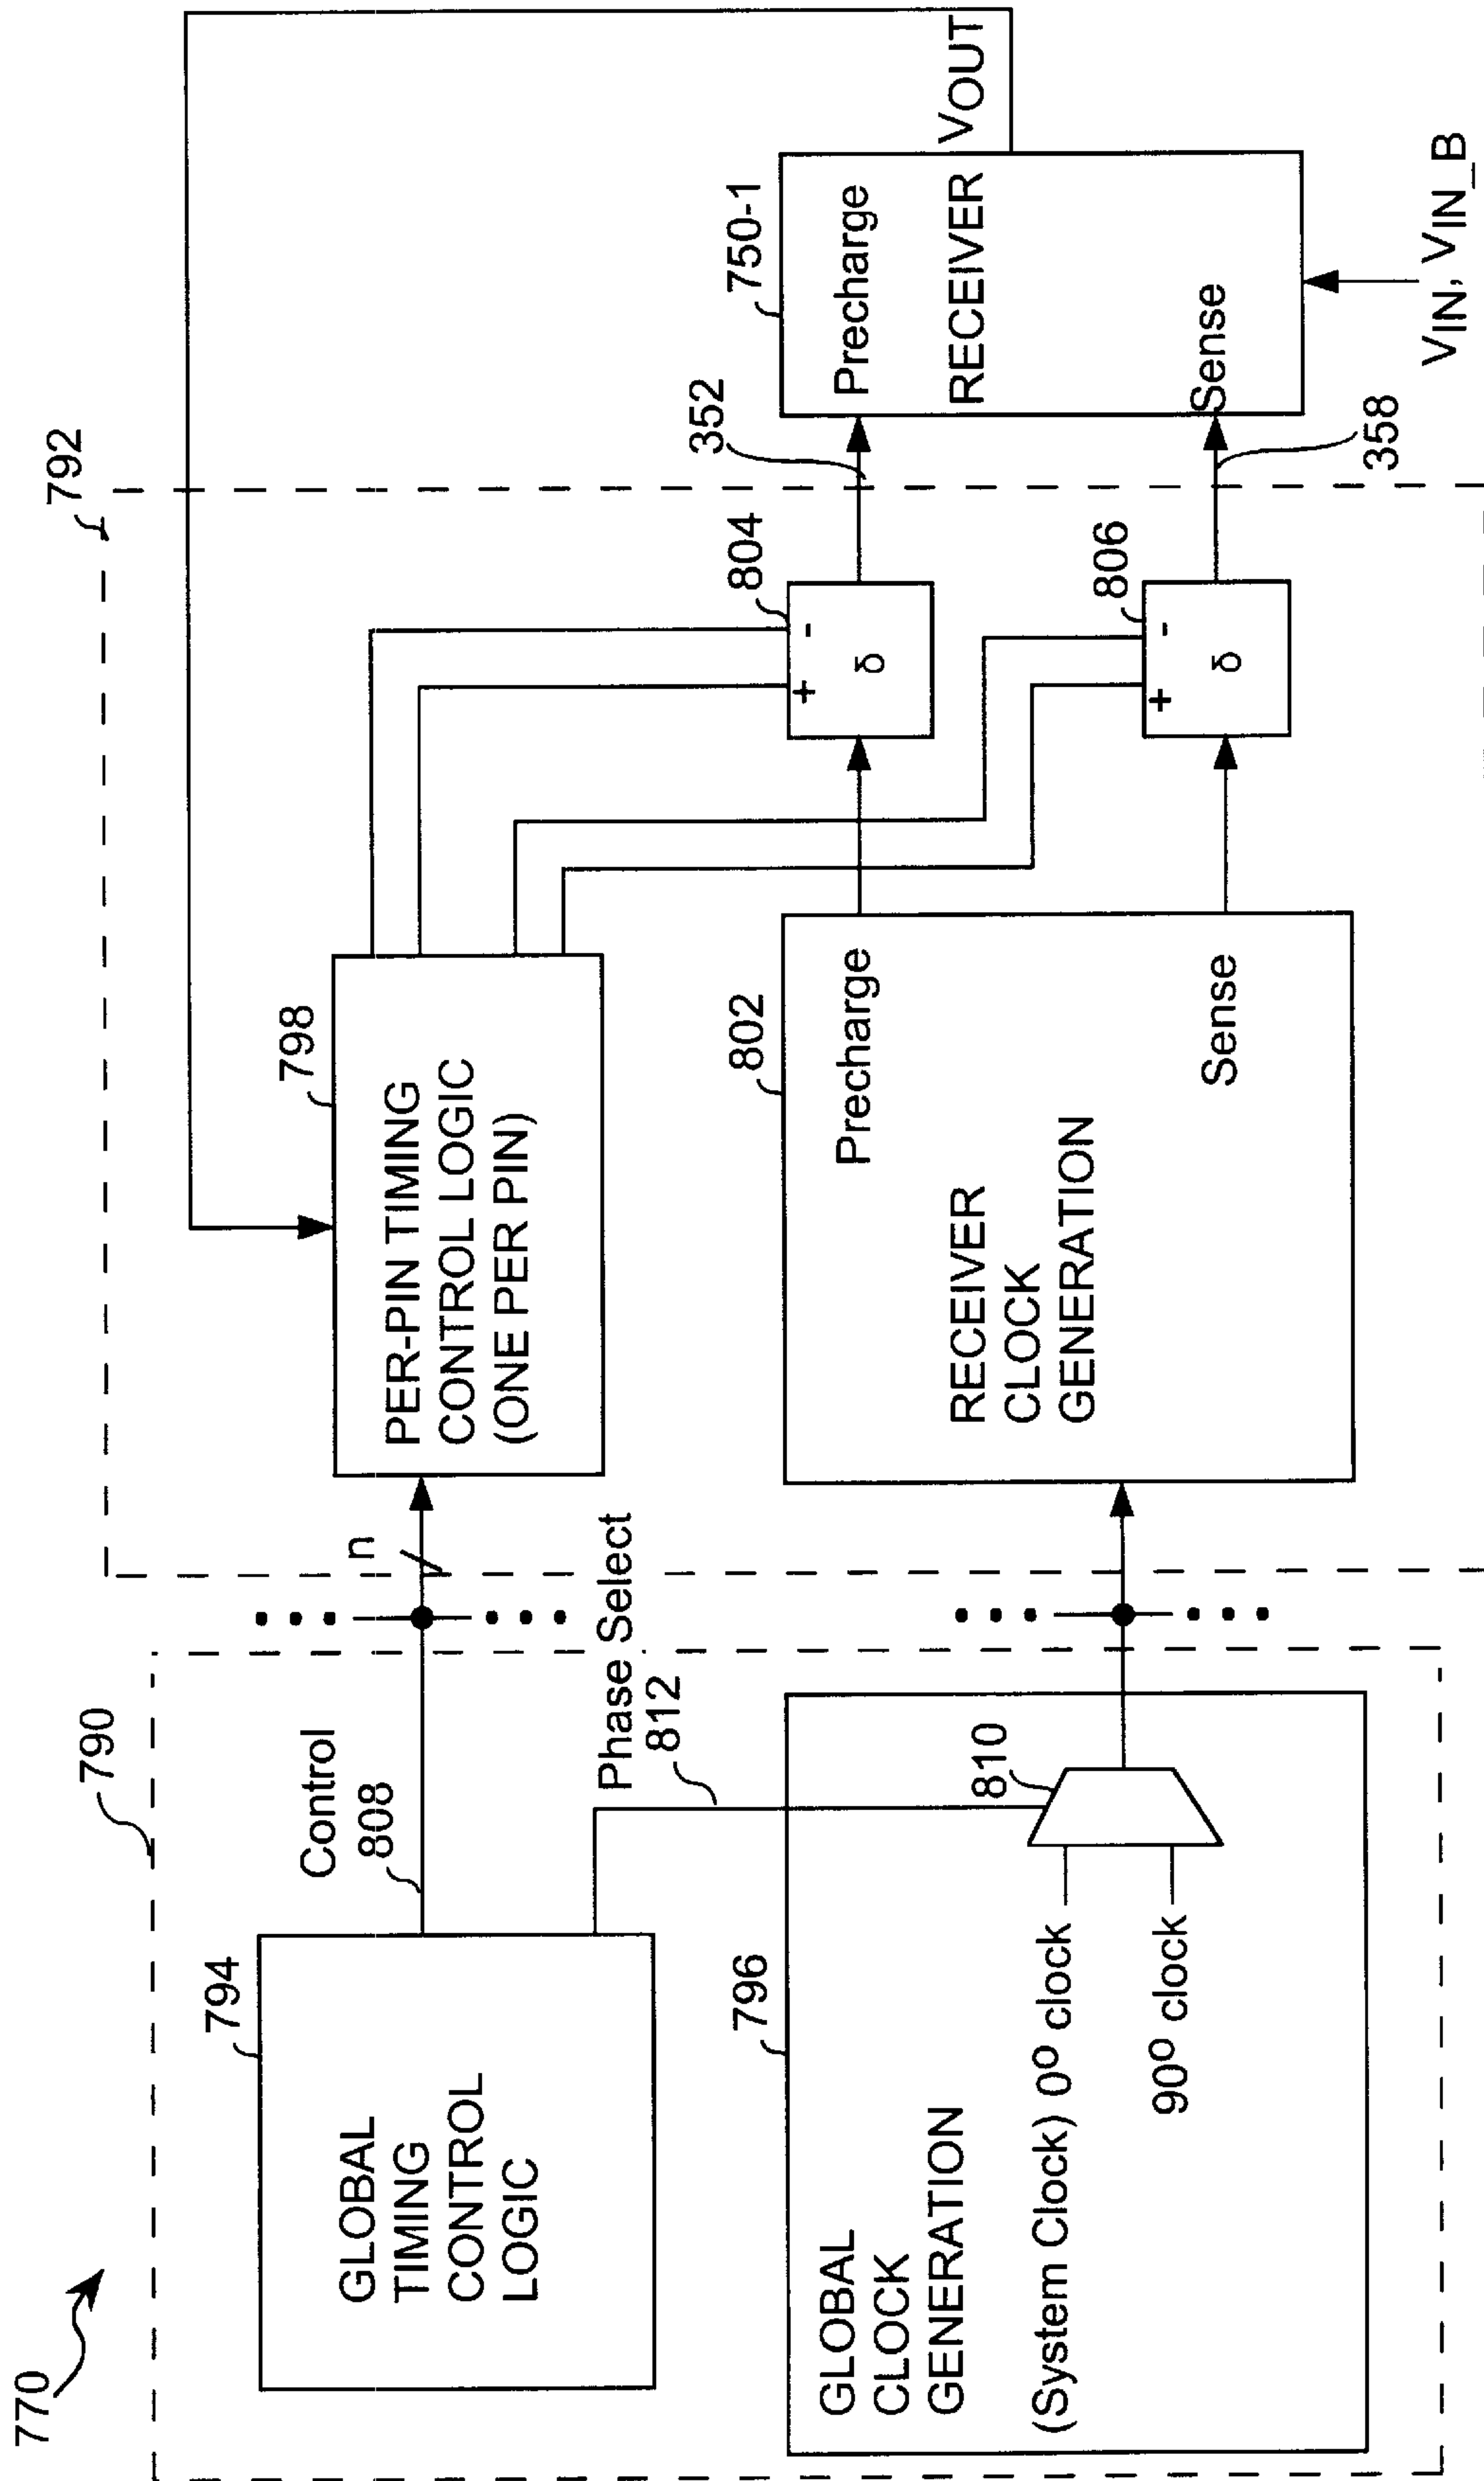 770
790
792
794
GLOBAL
TIMING
CONTROL
LOGIC
Control
808
n
798
PER-PIN TIMING
CONTROL LOGIC
(ONE PER PIN)
Phase Select
812
796
GLOBAL
CLOCK
GENERATION
(System Clock) 0º clock
90º clock
810
802
Precharge
RECEIVER
CLOCK
GENERATION
Sense
804
+
-
δ
806
+
-
δ
352
358
750-1
Precharge
RECEIVER
Sense
VOUT
VIN, VIN_B